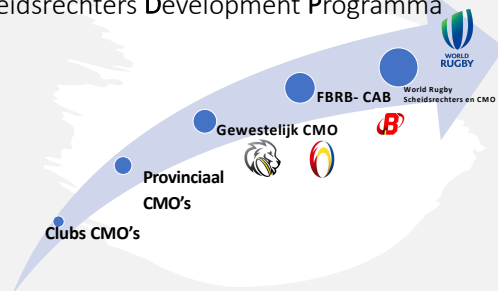 eidsrechters Development Programma
WORLD
RUGBY
World Rugby
Scheidsrechters en CMO
FBRB- CAB
Gewestelijk CMO
Provinciaal
CMO's
Clubs CMO's